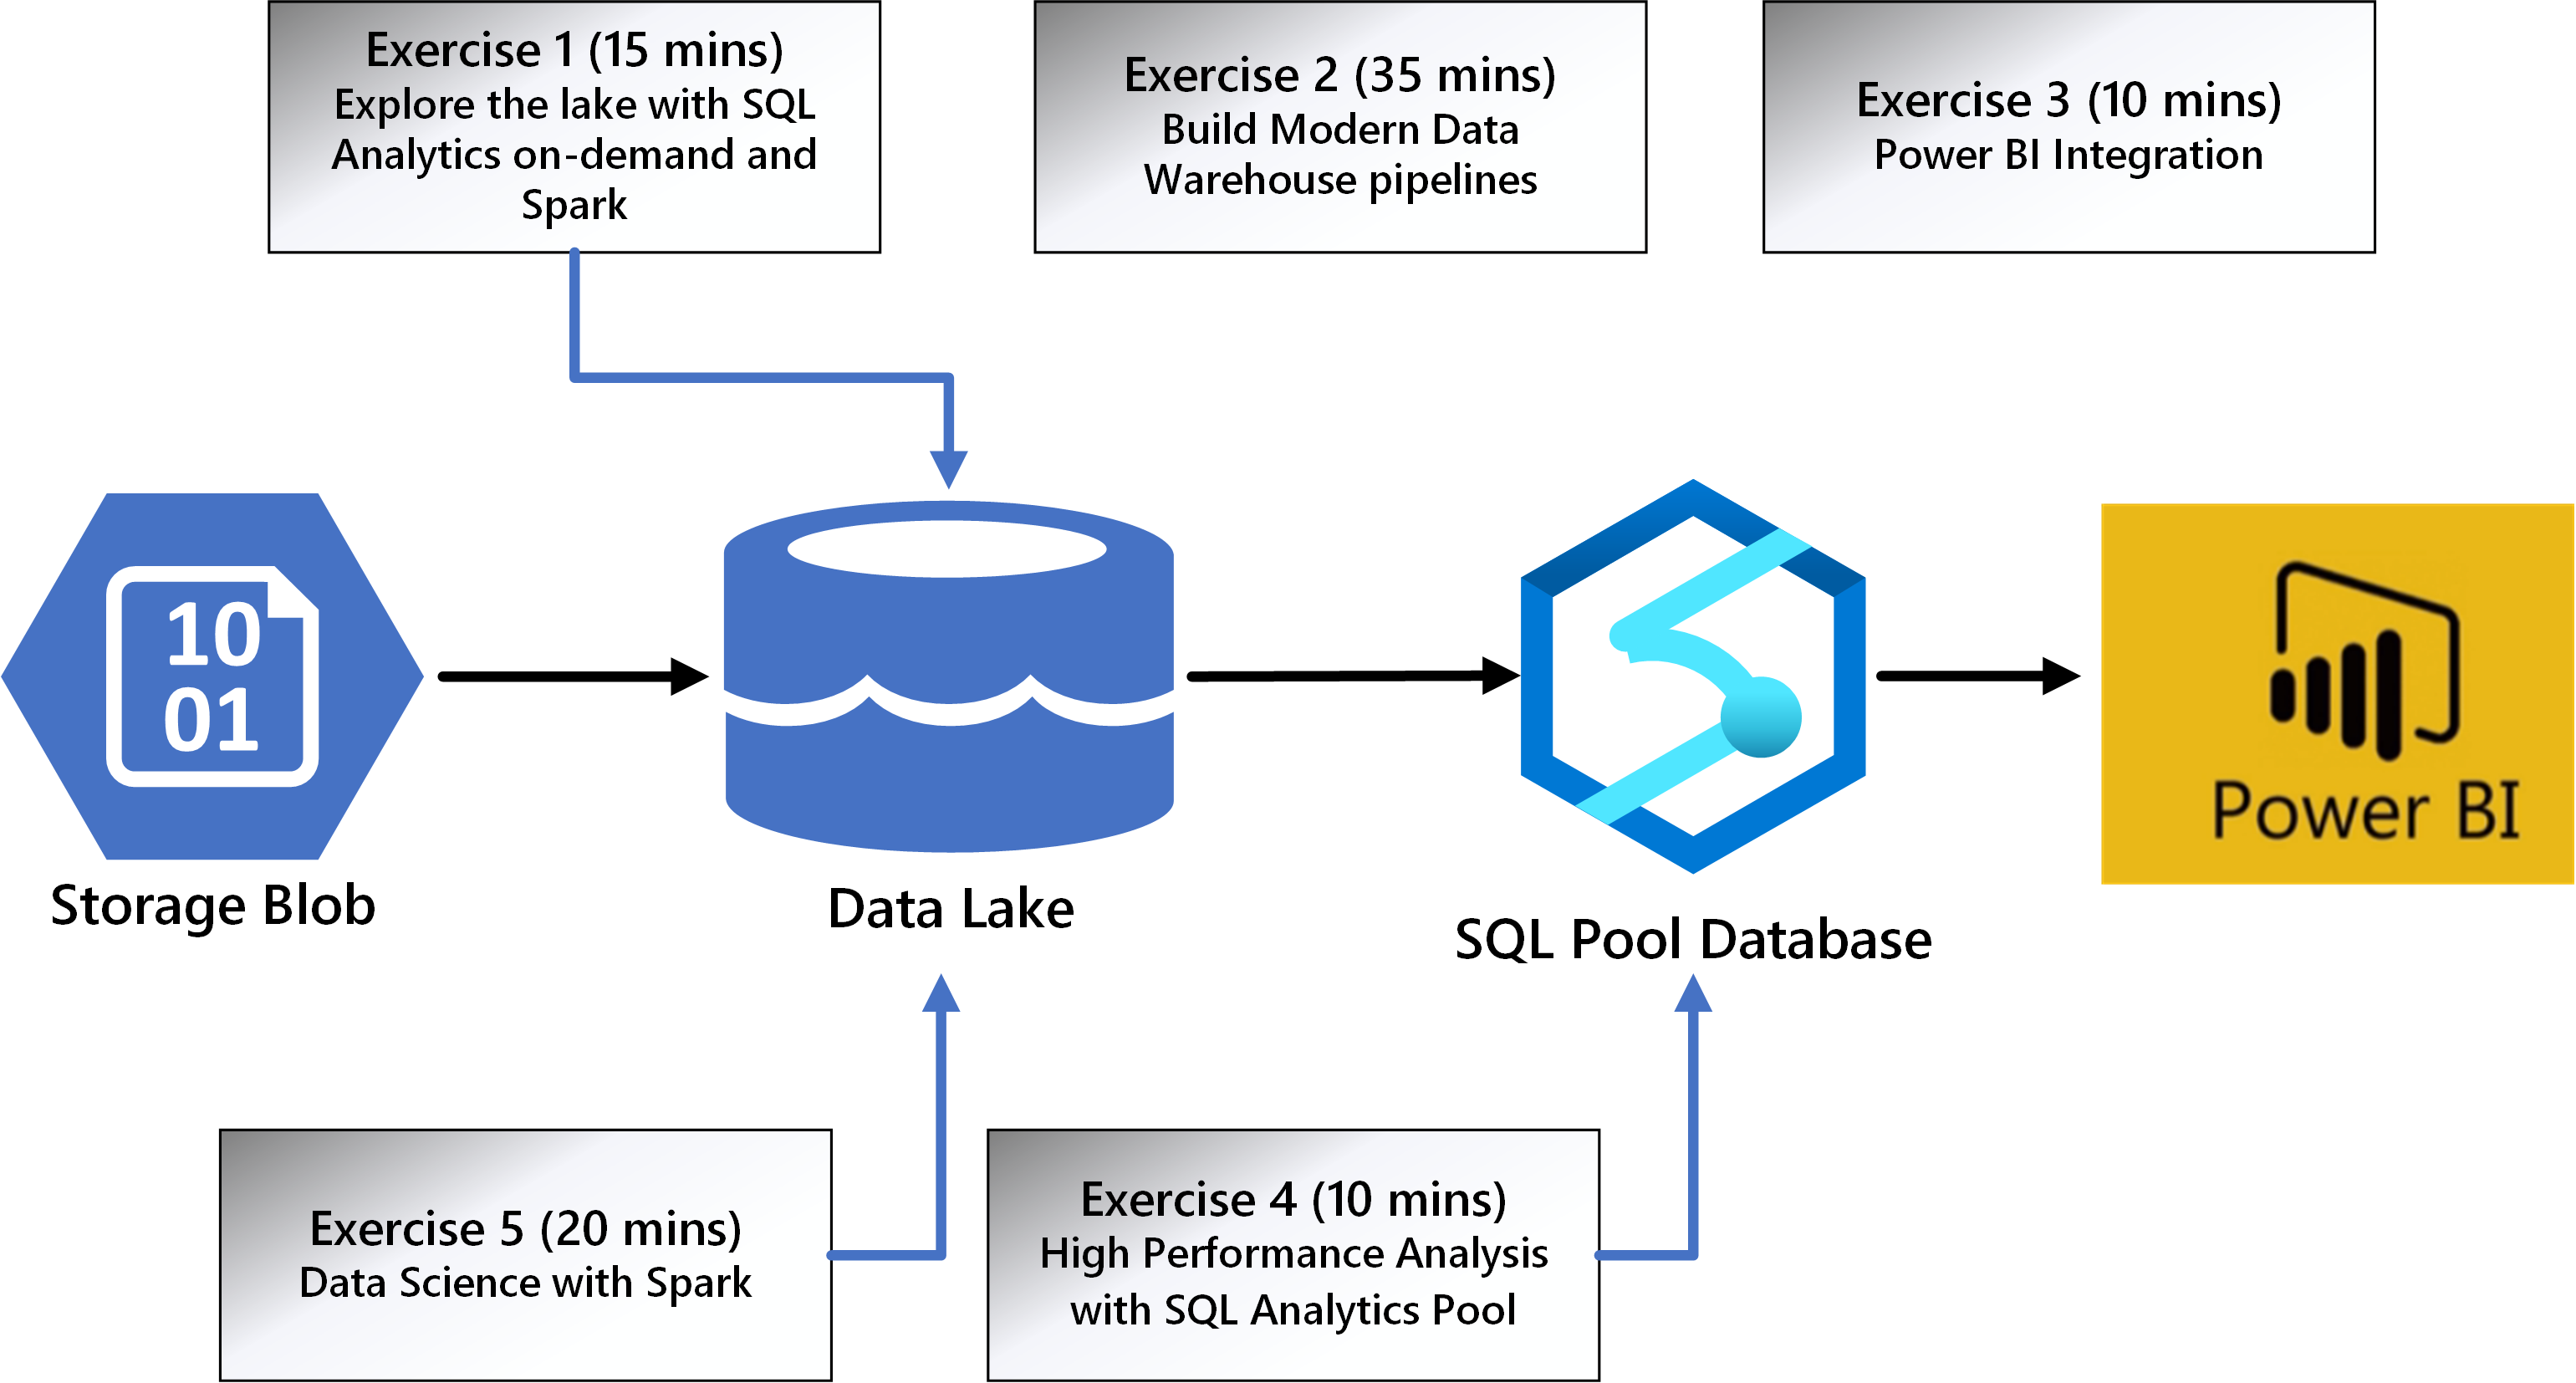 Exercise 1 (15 mins)
Explore the lake with SQL
Analytics on-demand and
Spark
Exercise 2 (35 mins)
Build Modern Data
Warehouse pipelines
Exercise 3 (10 mins)
Power BI Integration
10
01
Storage Blob
Data Lake
SQL Pool Database
Power BI
Exercise 5 (20 mins)
Data Science with Spark
Exercise 4 (10 mins)
High Performance Analysis
with SQL Analytics Pool